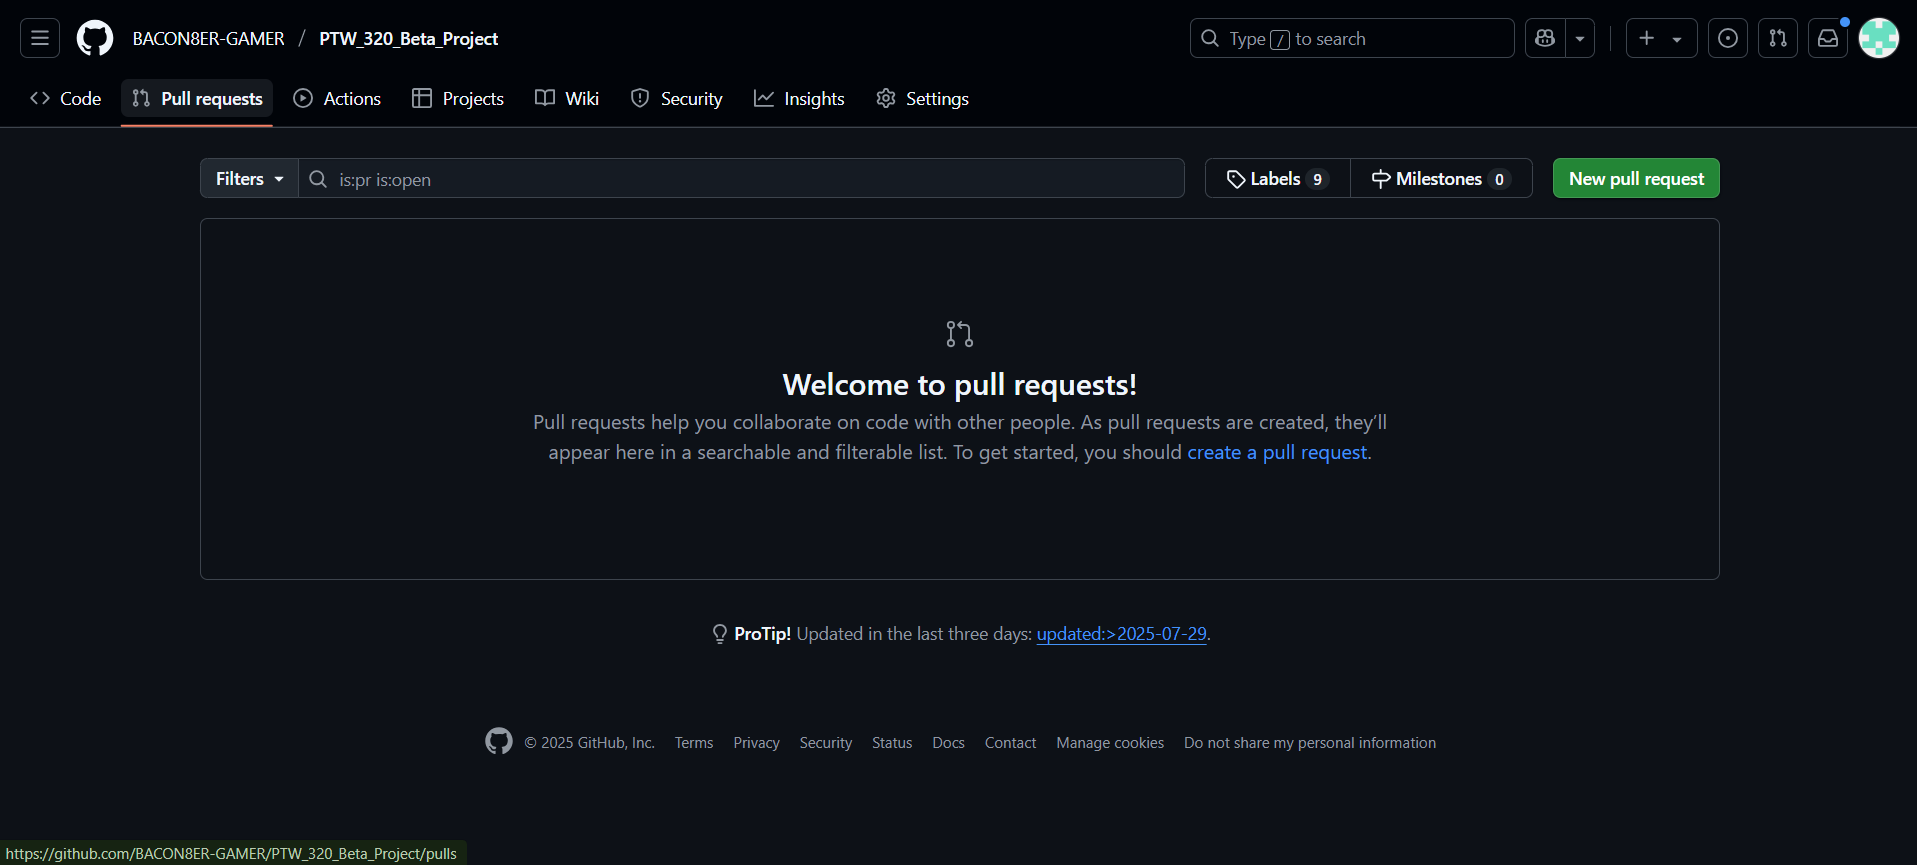 BACON8ER-GAMER / PTW_320_Beta_Project
Type / to search
Code Pull requests Actions Projects Wiki Security Insights Settings
Filters is:pr is:open Labels 9 Milestones 0 New pull request
Welcome to pull requests!
Pull requests help you collaborate on code with other people. As pull requests are created, they’ll
appear here in a searchable and filterable list. To get started, you should create a pull request.
ProTip! Updated in the last three days: updated:>2025-07-29.
© 2025 GitHub, Inc. Terms Privacy Security Status Docs Contact Manage cookies Do not share my personal information
https://github.com/BACON8ER-GAMER/PTW_320_Beta_Project/pulls